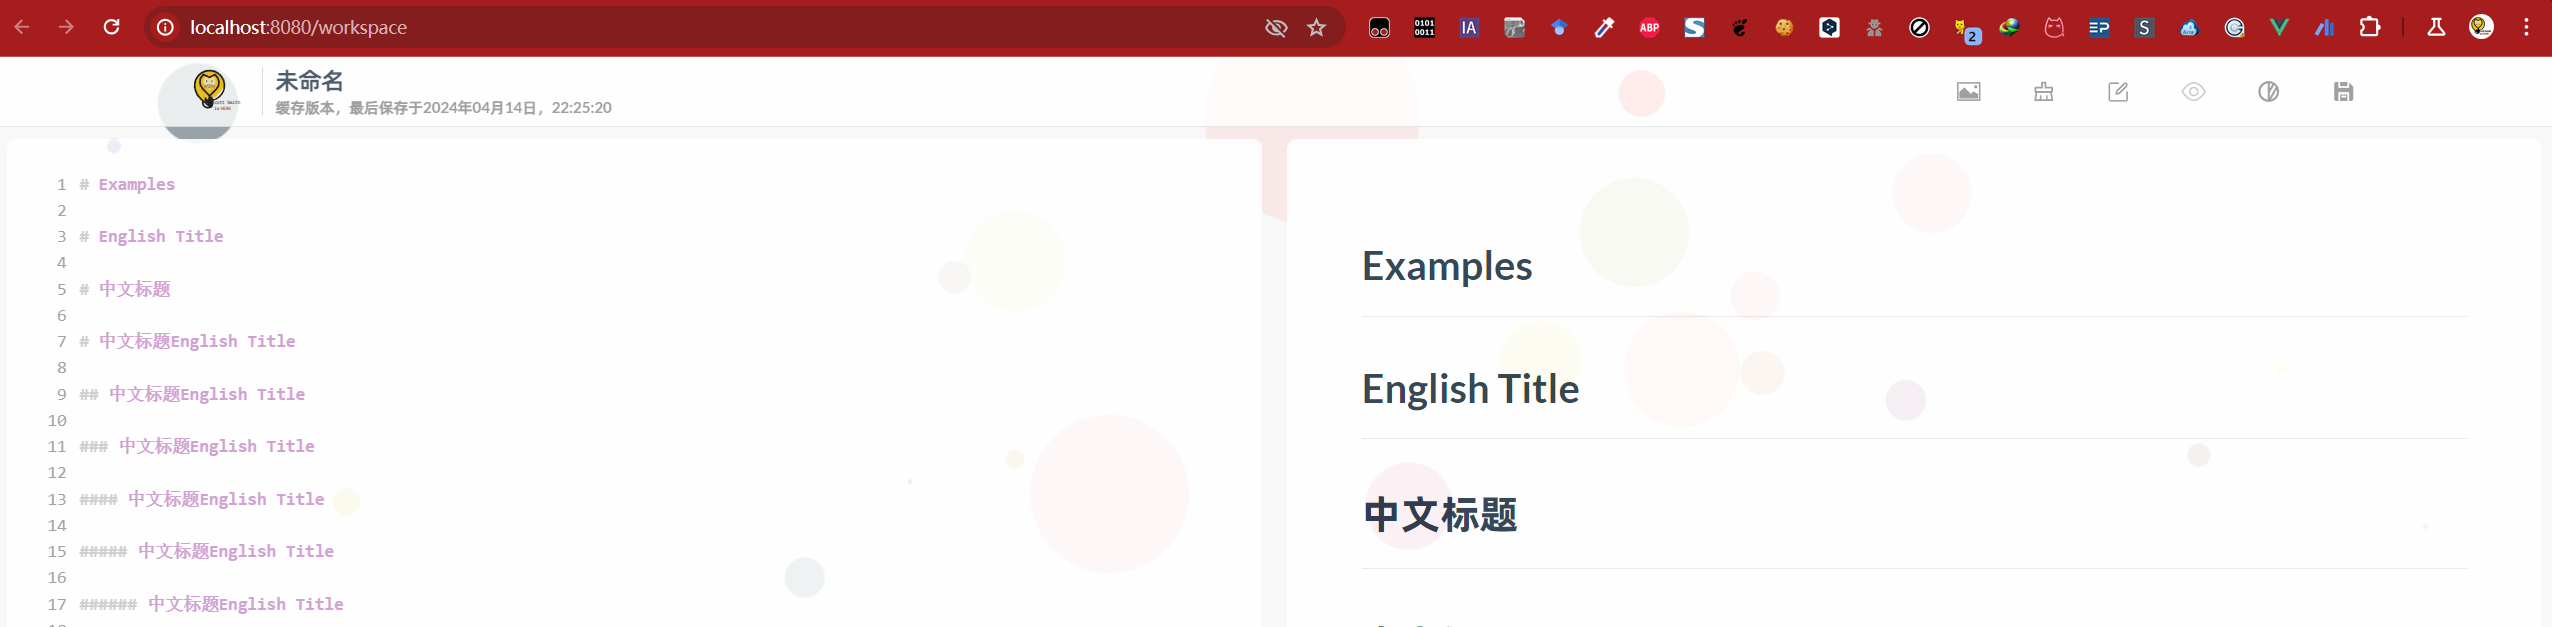 localhost:8080/workspace
0101
0011
IA
ABP
2
EP
S
未命名
缓存版本，最后保存于2024年04月14日，22:25:20
1 # Examples
2
3 # English Title
4
5 # 中文标题
6
7 # 中文标题English Title
8
9 ## 中文标题English Title
10
11 ### 中文标题English Title
12
13 #### 中文标题English Title
14
15 ##### 中文标题English Title
16
17 ###### 中文标题English Title
Examples
English Title
中文标题